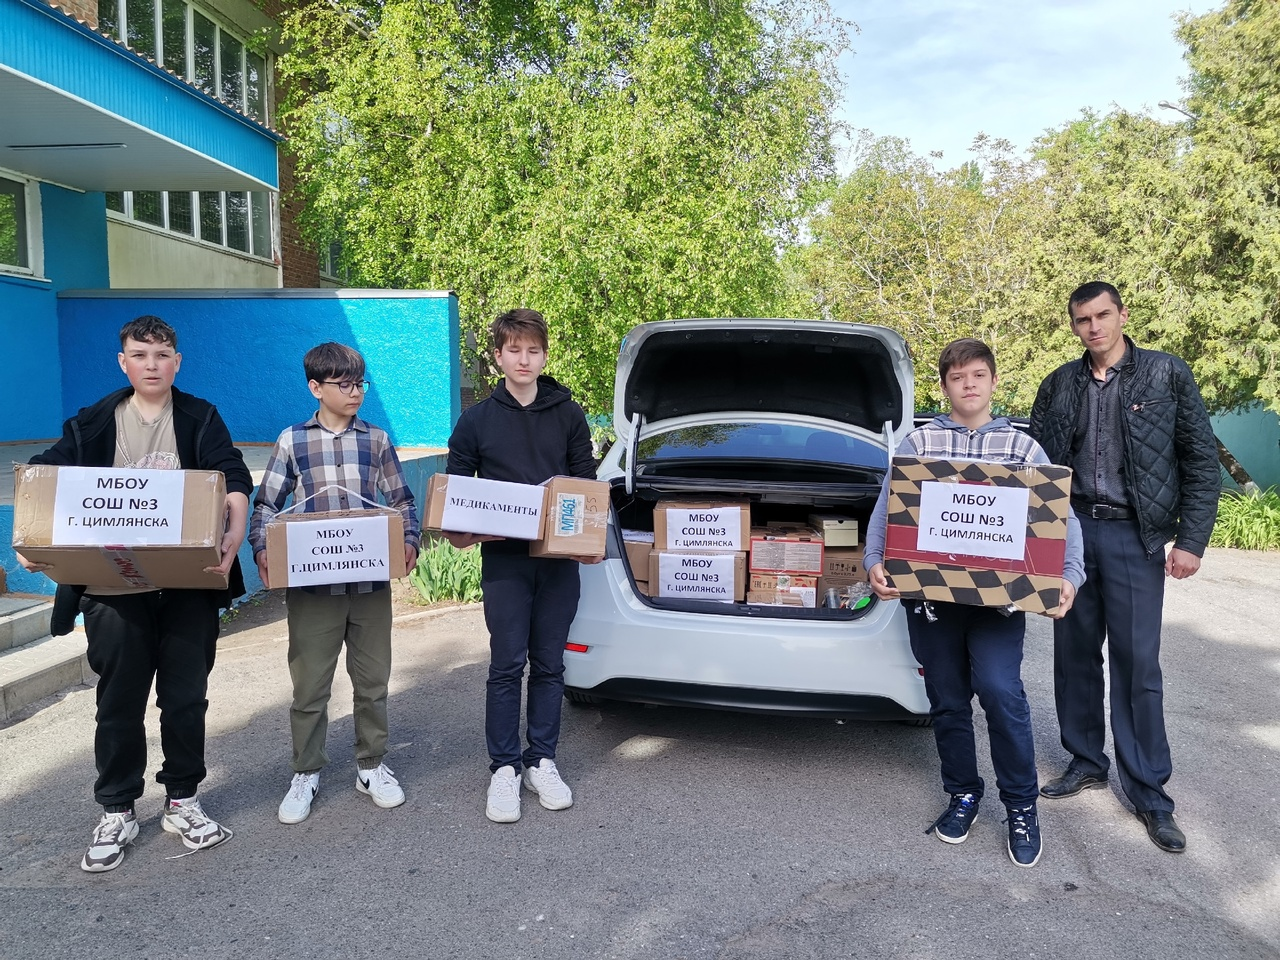 МБОУ
СОШ №3
Г. ЦИМЛЯНСКА
МБОУ
СОШ №3
Г.ЦИМЛЯНСКА
МЕДИКАМЕНТЫ
МП461
МБОУ
СОШ №3
Г. ЦИМЛЯНСКА
МБОУ
СОШ №3
Г. ЦИМЛЯНСКА
МБОУ
СОШ №3
Г. ЦИМЛЯНСКА